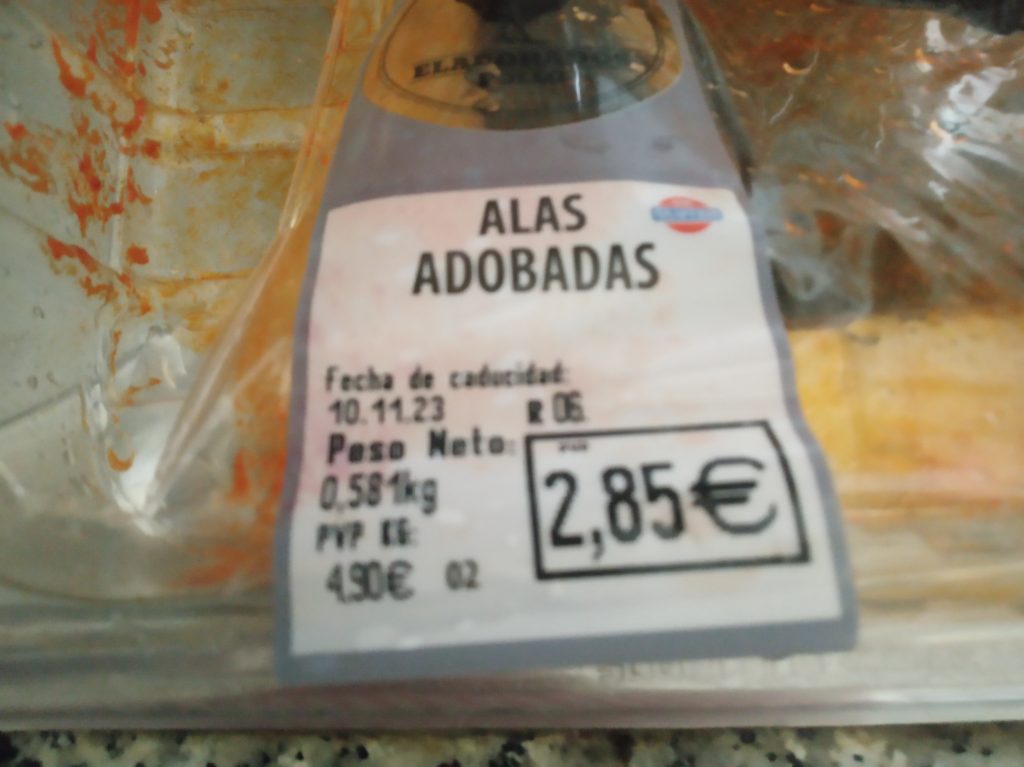 ALAS
ADOBADAS
Fecha de caducidad:
10.11.23 R 06
Peso Neto:
0,581kg
PVP
2,85€
PVP KG:
4,90€ 02